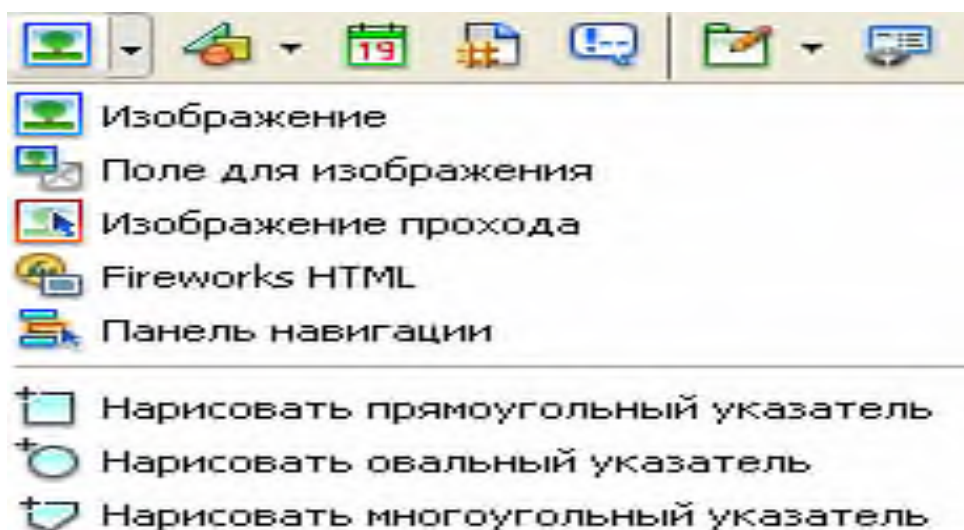 19
Изображение
Поле для изображения
Изображение прохода
Fireworks HTML
Панель навигации
Нарисовать прямоугольный указатель
Нарисовать овальный указатель
Нарисовать многоугольный указатель